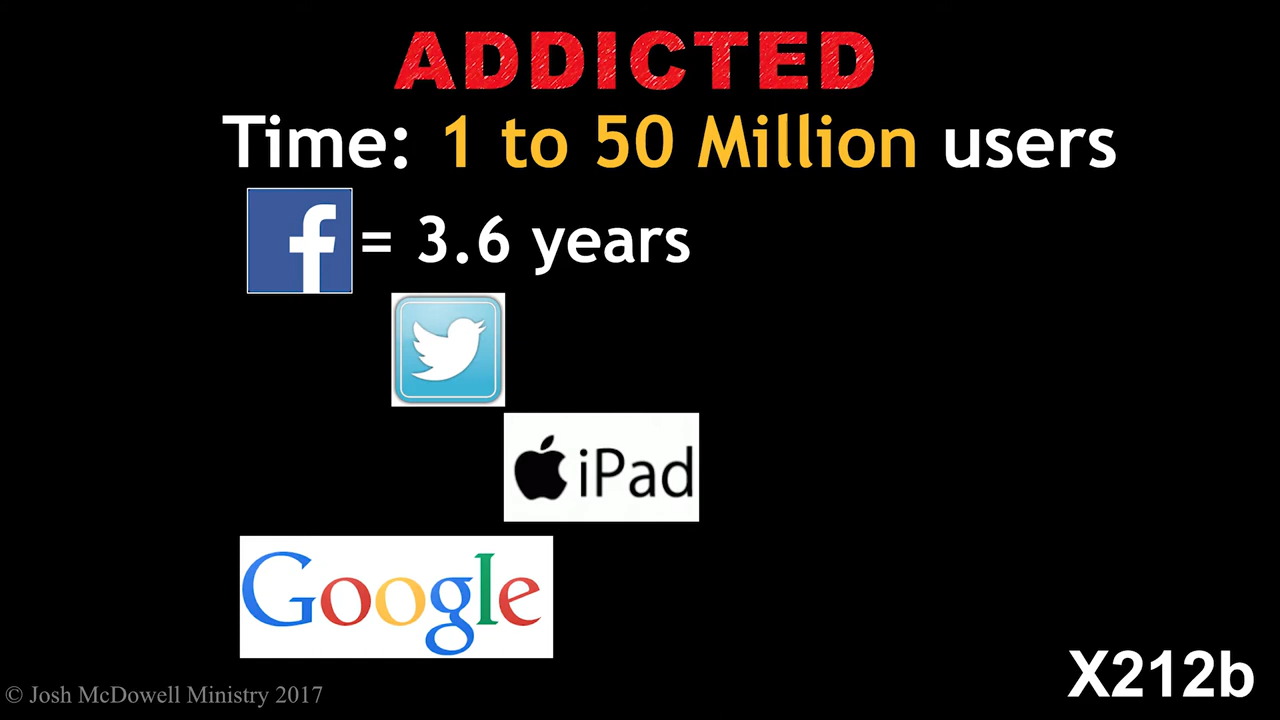 ADDICTED
Time: 1 to 50 Million users
f = 3.6 years
iPad
Google
X212b
© Josh McDowell Ministry 2017